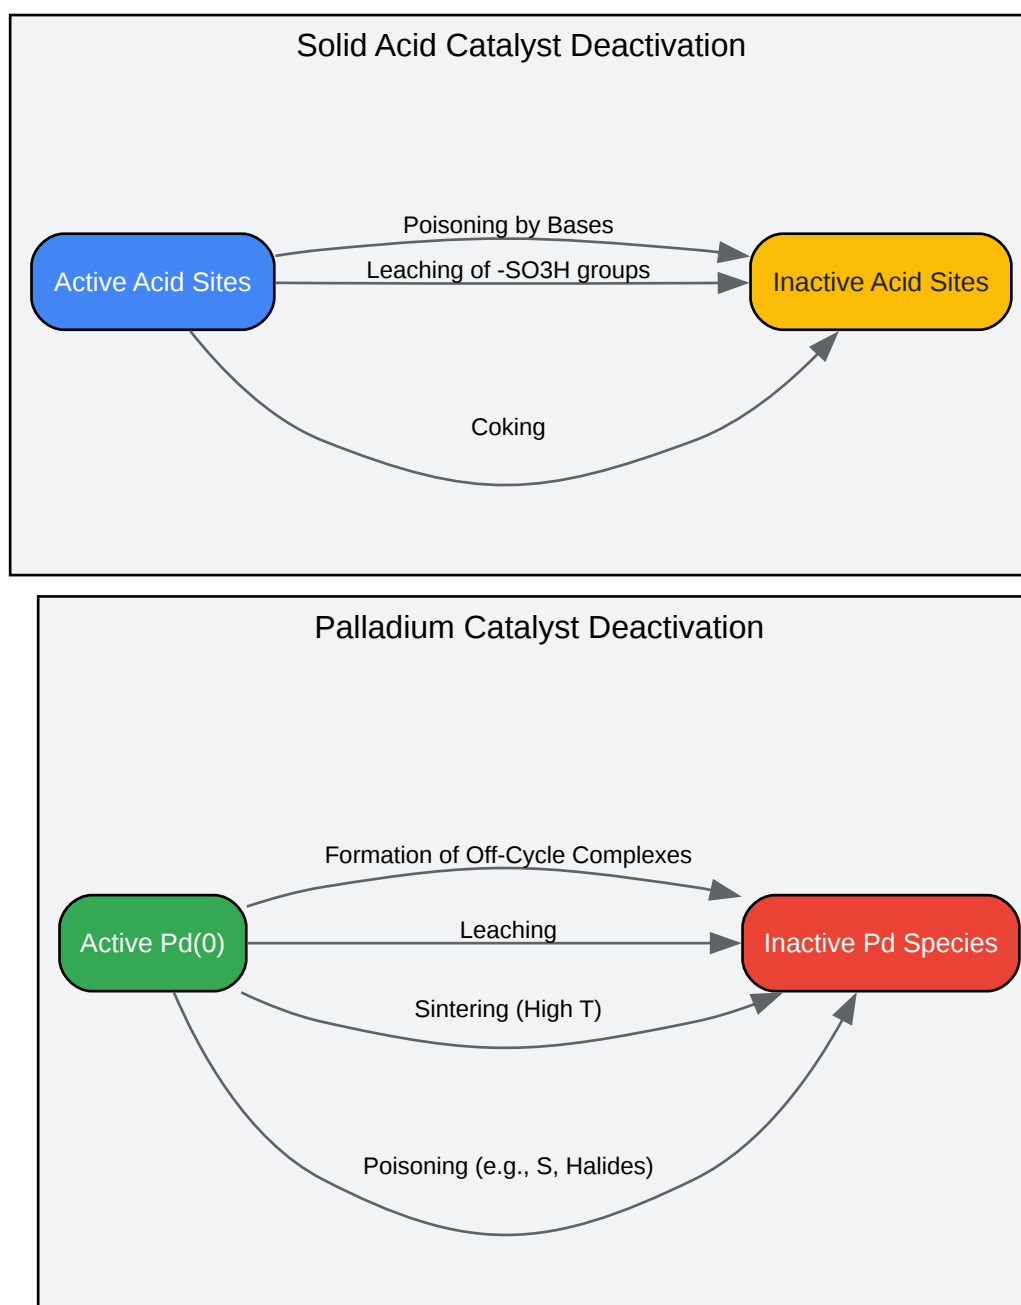 Solid Acid Catalyst Deactivation
Poisoning by Bases
Active Acid Sites
Leaching of -SO3H groups
Inactive Acid Sites
Coking
Palladium Catalyst Deactivation
Formation of Off-Cycle Complexes
Active Pd(0)
Leaching
Inactive Pd Species
Sintering (High T)
Poisoning (e.g., S, Halides)